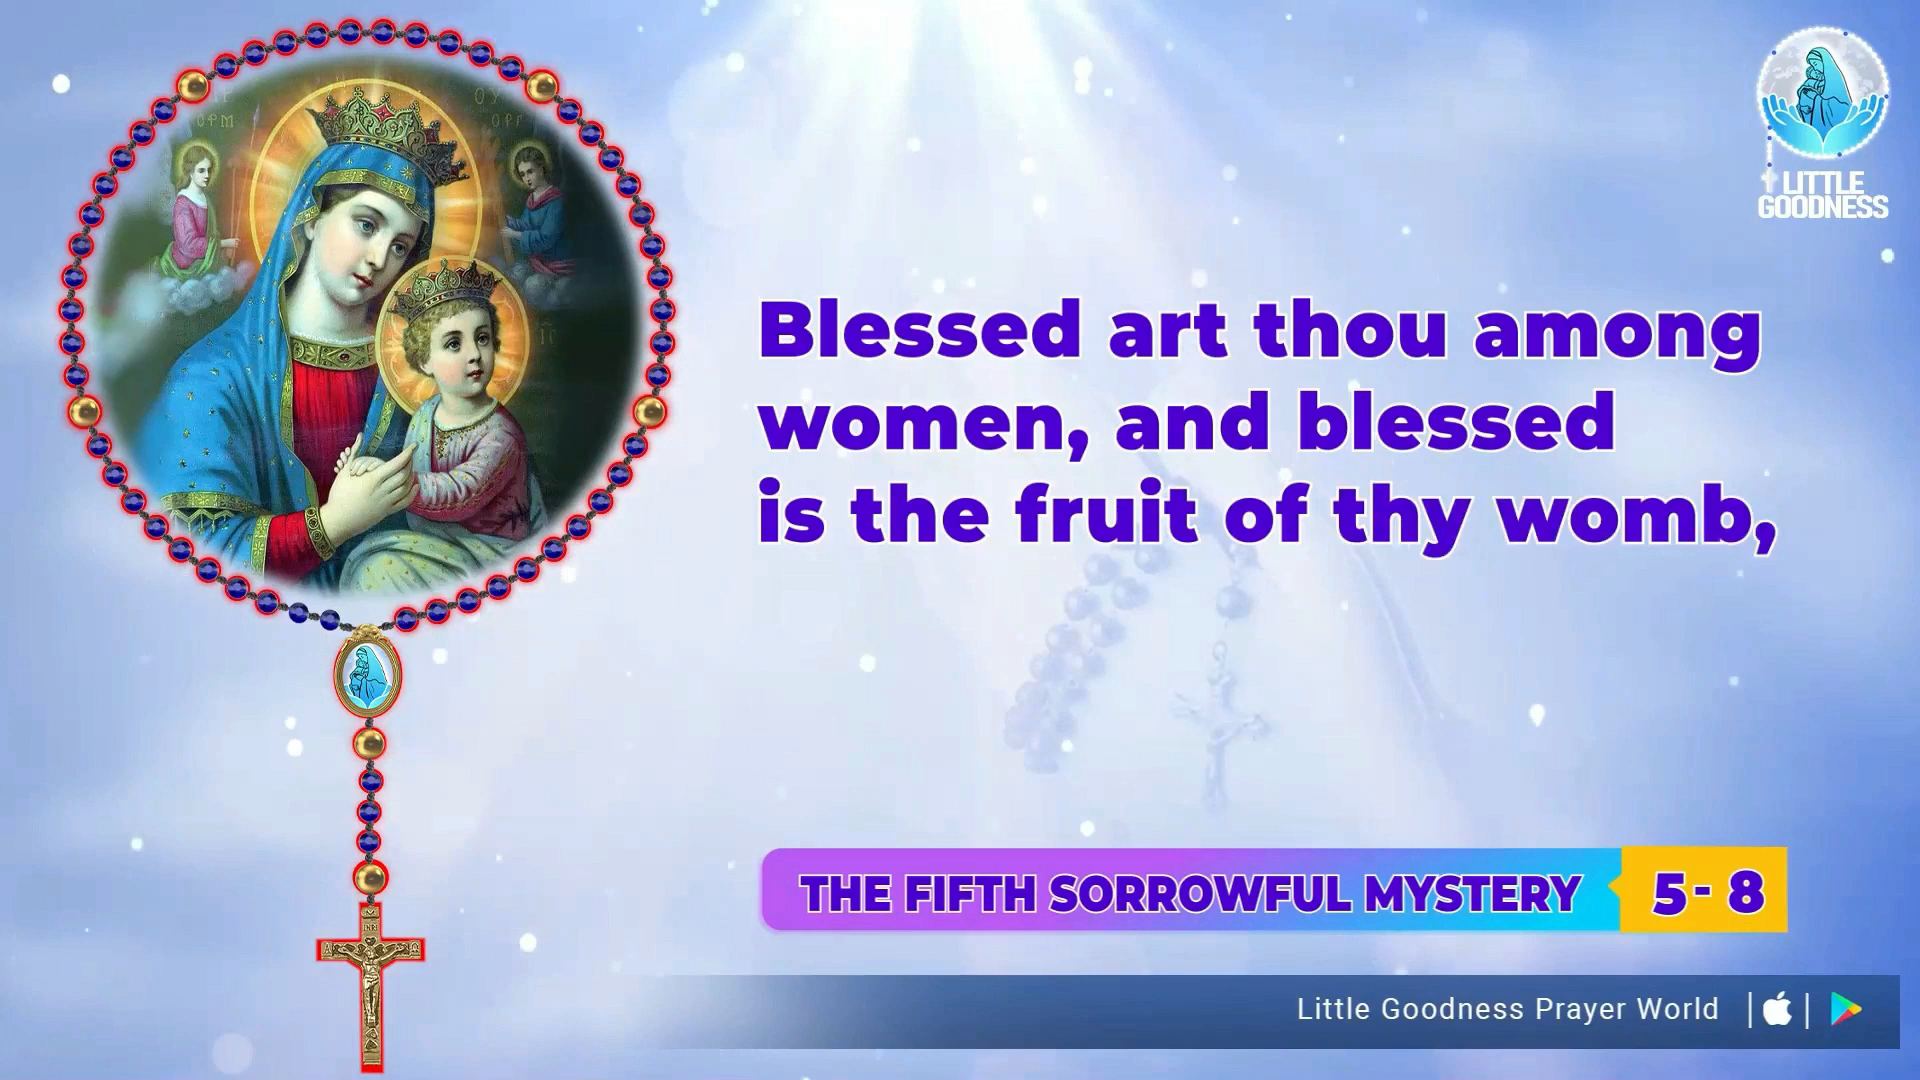 LITTLE
GOODNESS
Blessed art thou among
women, and blessed
is the fruit of thy womb,
THE FIFTH SORROWFUL MYSTERY 5- 8
Little Goodness Prayer World
INRI